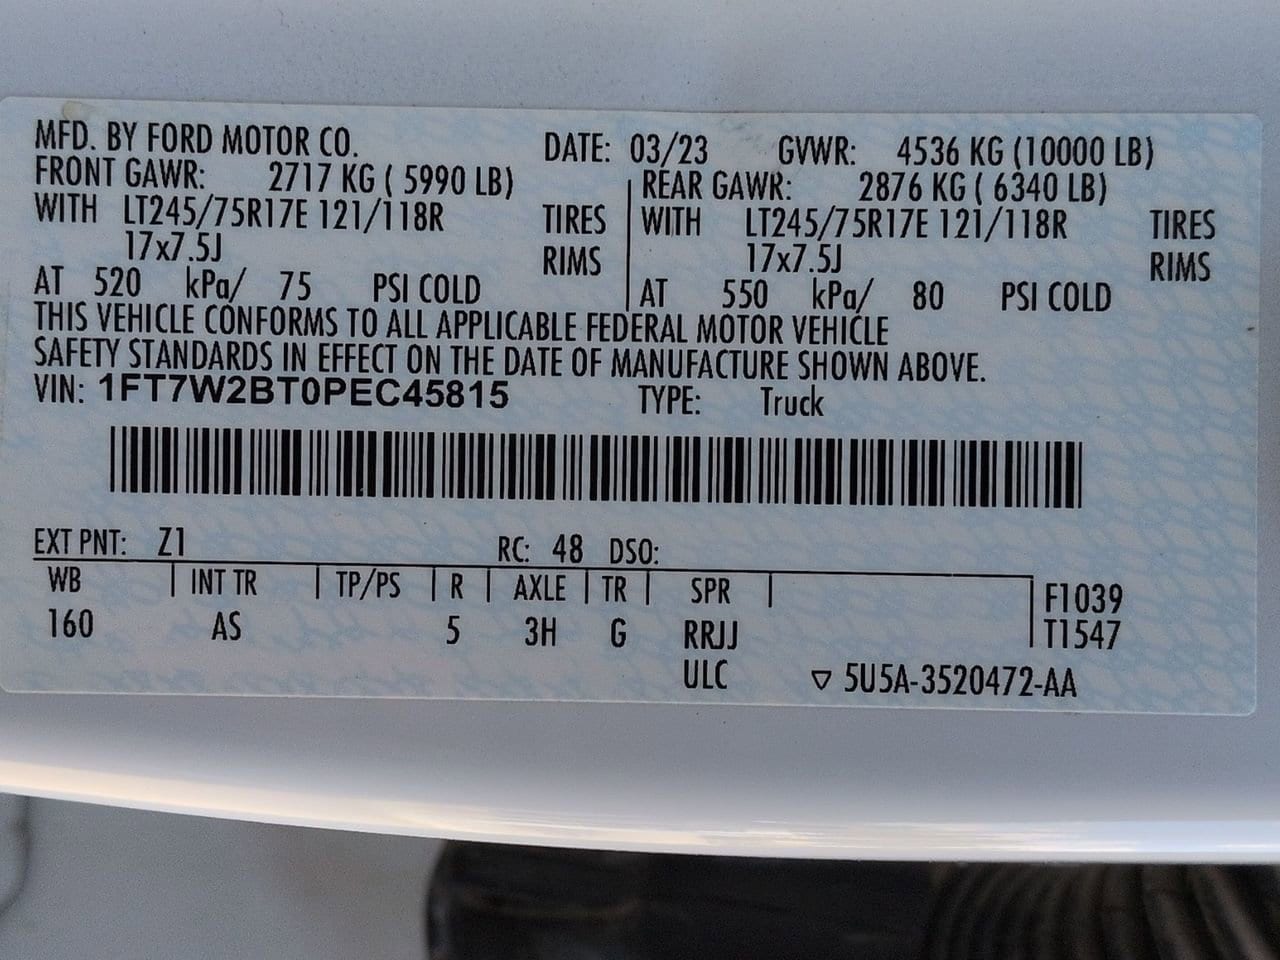 MFD. BY FORD MOTOR CO. DATE: 03/23 GVWR: 4536 KG (10000 LB)
FRONT GAWR: 2717 KG ( 5990 LB) REAR GAWR: 2876 KG ( 6340 LB)
WITH LT245/75R17E 121/118R TIRES WITH LT245/75R17E 121/118R TIRES
17x7.5J RIMS 17x7.5J RIMS
AT 520 kPa/ 75 PSI COLD AT 550 kPa/ 80 PSI COLD
THIS VEHICLE CONFORMS TO ALL APPLICABLE FEDERAL MOTOR VEHICLE
SAFETY STANDARDS IN EFFECT ON THE DATE OF MANUFACTURE SHOWN ABOVE.
VIN: 1FT7W2BT0PEC45815 TYPE: Truck
EXT PNT: Z1 RC: 48 DSO:
WB INT TR TP/PS R AXLE TR SPR F1039
160 AS 5 3H G RRJJ T1547
ULC ▽ 5U5A-3520472-AA